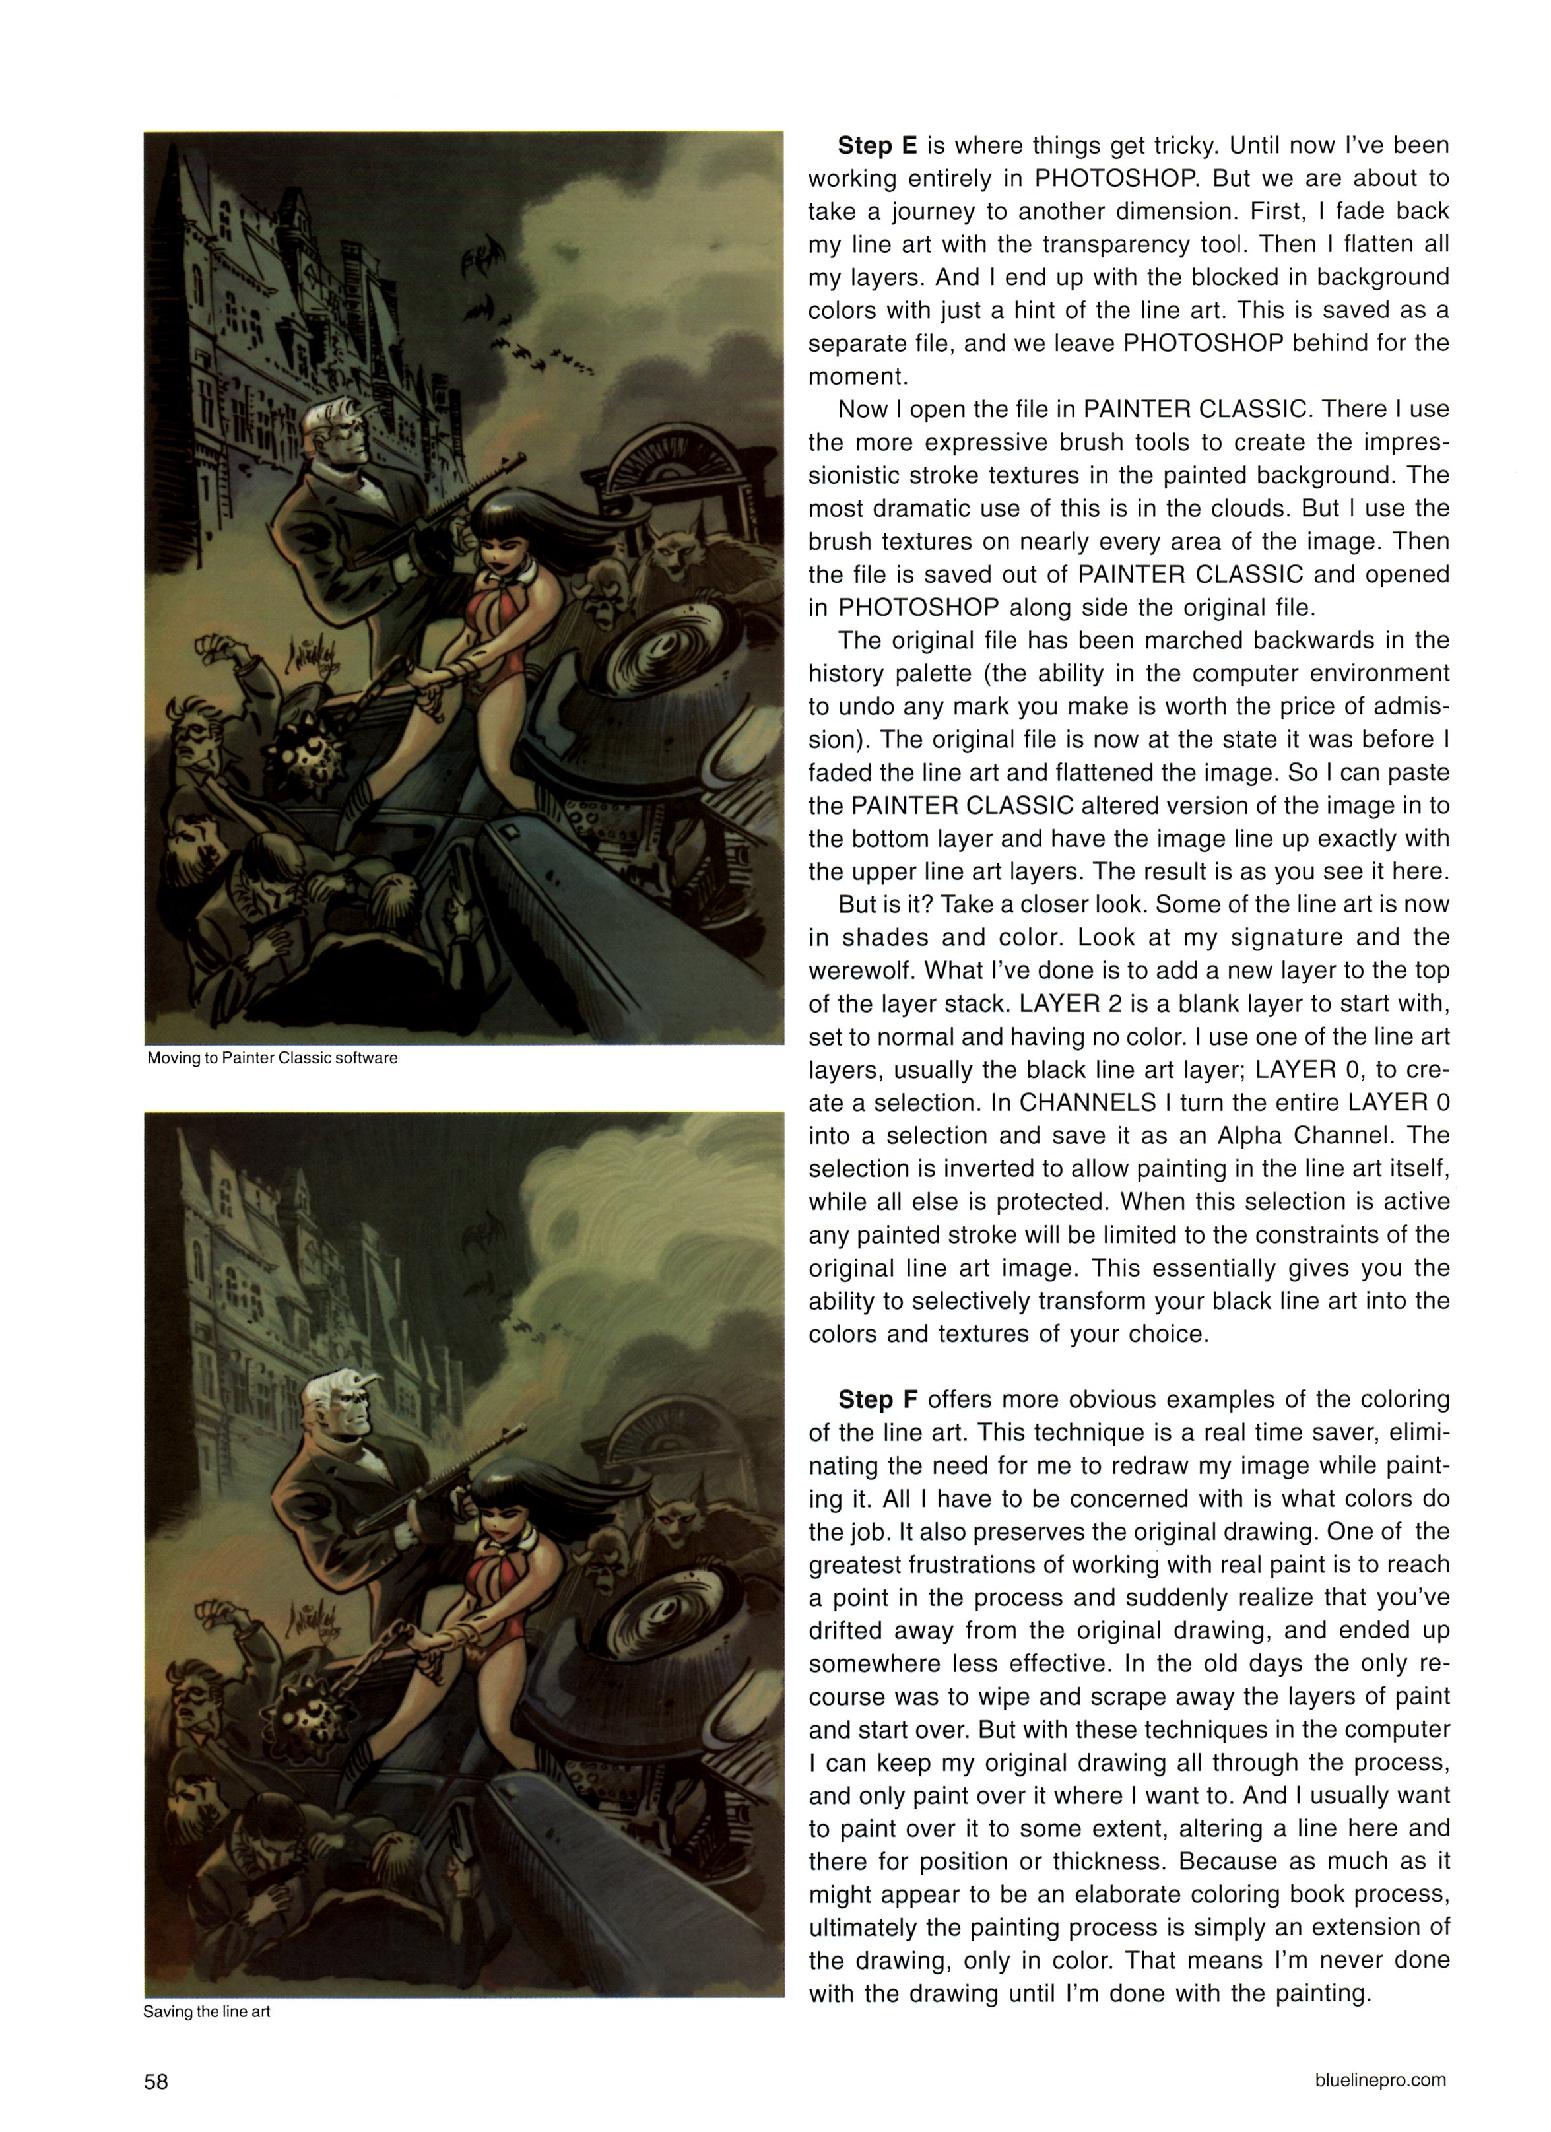 Step E is where things get tricky. Until now I've been
working entirely in PHOTOSHOP. But we are about to
take a journey to another dimension. First, I fade back
my line art with the transparency tool. Then I flatten all
my layers. And I end up with the blocked in background
colors with just a hint of the line art. This is saved as a
separate file, and we leave PHOTOSHOP behind for the
moment.
Now I open the file in PAINTER CLASSIC. There I use
the more expressive brush tools to create the impres-
sionistic stroke textures in the painted background. The
most dramatic use of this is in the clouds. But I use the
brush textures on nearly every area of the image. Then
the file is saved out of PAINTER CLASSIC and opened
in PHOTOSHOP along side the original file.
The original file has been marched backwards in the
history palette (the ability in the computer environment
to undo any mark you make is worth the price of admis-
sion). The original file is now at the state it was before I
faded the line art and flattened the image. So I can paste
the PAINTER CLASSIC altered version of the image in to
the bottom layer and have the image line up exactly with
the upper line art layers. The result is as you see it here.
But is it? Take a closer look. Some of the line art is now
in shades and color. Look at my signature and the
werewolf. What I've done is to add a new layer to the top
of the layer stack. LAYER 2 is a blank layer to start with,
set to normal and having no color. I use one of the line art
layers, usually the black line art layer; LAYER 0, to cre-
ate a selection. In CHANNELS I turn the entire LAYER 0
into a selection and save it as an Alpha Channel. The
selection is inverted to allow painting in the line art itself,
while all else is protected. When this selection is active
any painted stroke will be limited to the constraints of the
original line art image. This essentially gives you the
ability to selectively transform your black line art into the
colors and textures of your choice.
Step F offers more obvious examples of the coloring
of the line art. This technique is a real time saver, elimi-
nating the need for me to redraw my image while paint-
ing it. All I have to be concerned with is what colors do
the job. It also preserves the original drawing. One of the
greatest frustrations of working with real paint is to reach
a point in the process and suddenly realize that you've
drifted away from the original drawing, and ended up
somewhere less effective. In the old days the only re-
course was to wipe and scrape away the layers of paint
and start over. But with these techniques in the computer
I can keep my original drawing all through the process,
and only paint over it where I want to. And I usually want
to paint over it to some extent, altering a line here and
there for position or thickness. Because as much as it
might appear to be an elaborate coloring book process,
ultimately the painting process is simply an extension of
the drawing, only in color. That means I'm never done
with the drawing until I'm done with the painting.
Moving to Painter Classic software
Saving the line art
58
bluelinepro.com